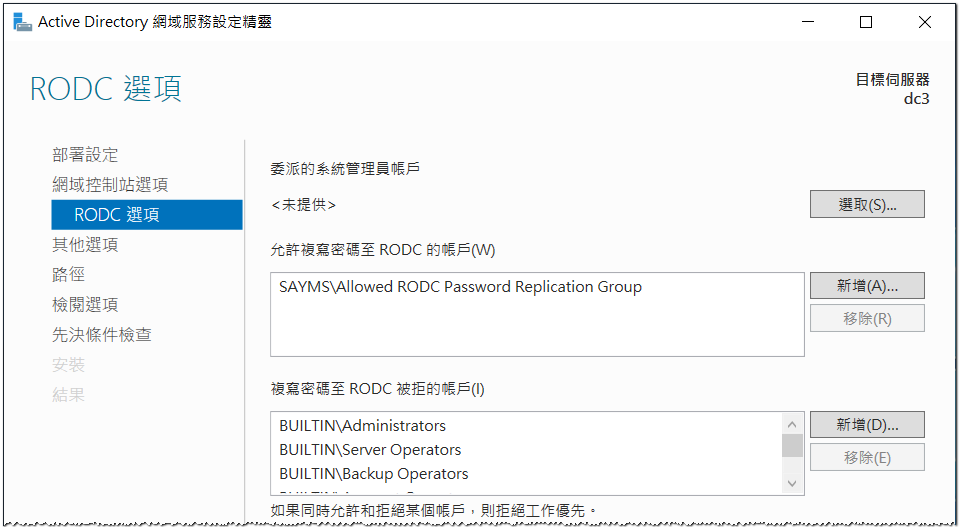 Active Directory 網域服務設定精靈
RODC 選項
目標伺服器
dc3
部署設定
網域控制站選項
RODC 選項
其他選項
路徑
檢閱選項
先決條件檢查
安裝
結果
委派的系統管理員帳戶
<未提供>
選取(S)...
允許複寫密碼至 RODC 的帳戶(W)
SAYMS\Allowed RODC Password Replication Group
新增(A)...
移除(R)
複寫密碼至 RODC 被拒的帳戶(I)
BUILTIN\Administrators
BUILTIN\Server Operators
BUILTIN\Backup Operators
新增(D)...
移除(E)
如果同時允許和拒絕某個帳戶，則拒絕工作優先。